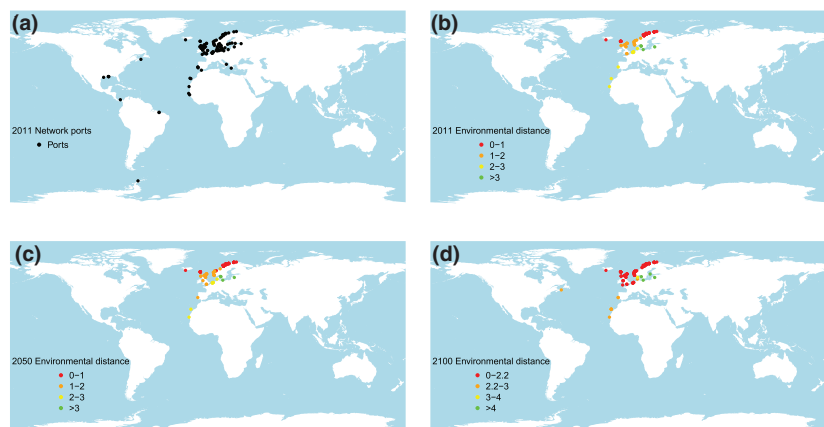 (a)
2011 Network ports
Ports
(b)
2011 Environmental distance
0−1
1−2
2−3
>3
(c)
2050 Environmental distance
0−1
1−2
2−3
>3
(d)
2100 Environmental distance
0−2.2
2.2−3
3−4
>4